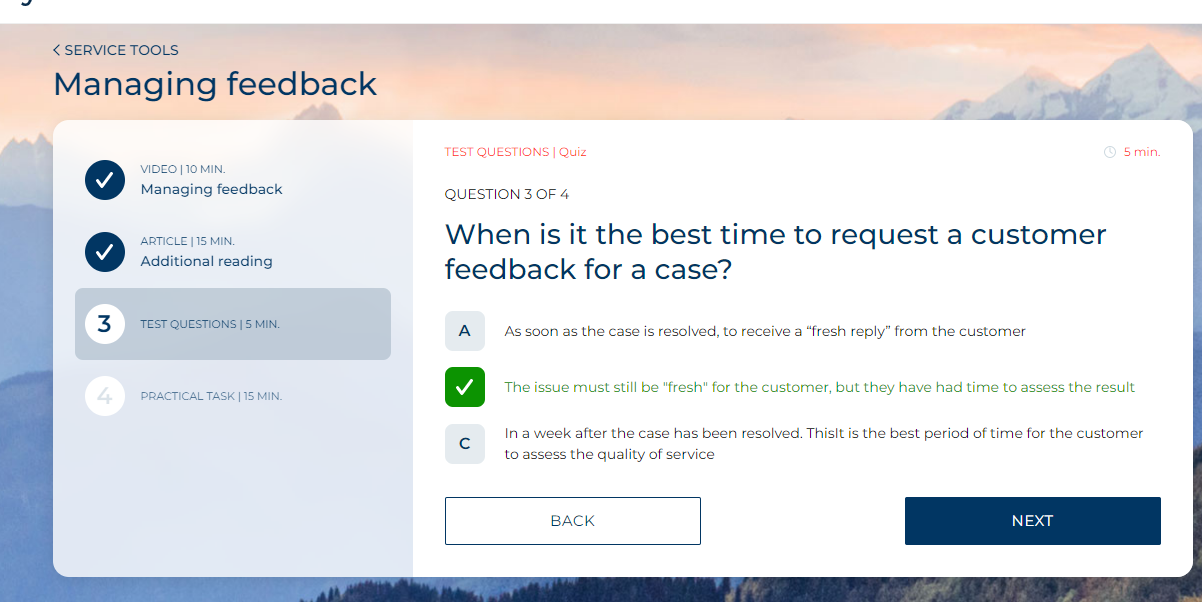 SERVICE TOOLS
Managing feedback
VIDEO | 10 MIN.
Managing feedback
ARTICLE | 15 MIN.
Additional reading
3
TEST QUESTIONS | 5 MIN.
4
PRACTICAL TASK | 15 MIN.
TEST QUESTIONS | Quiz
5 min.
QUESTION 3 OF 4
When is it the best time to request a customer
feedback for a case?
A
As soon as the case is resolved, to receive a “fresh reply” from the customer
The issue must still be "fresh" for the customer, but they have had time to assess the result
C
In a week after the case has been resolved. ThisIt is the best period of time for the customer
to assess the quality of service
BACK
NEXT